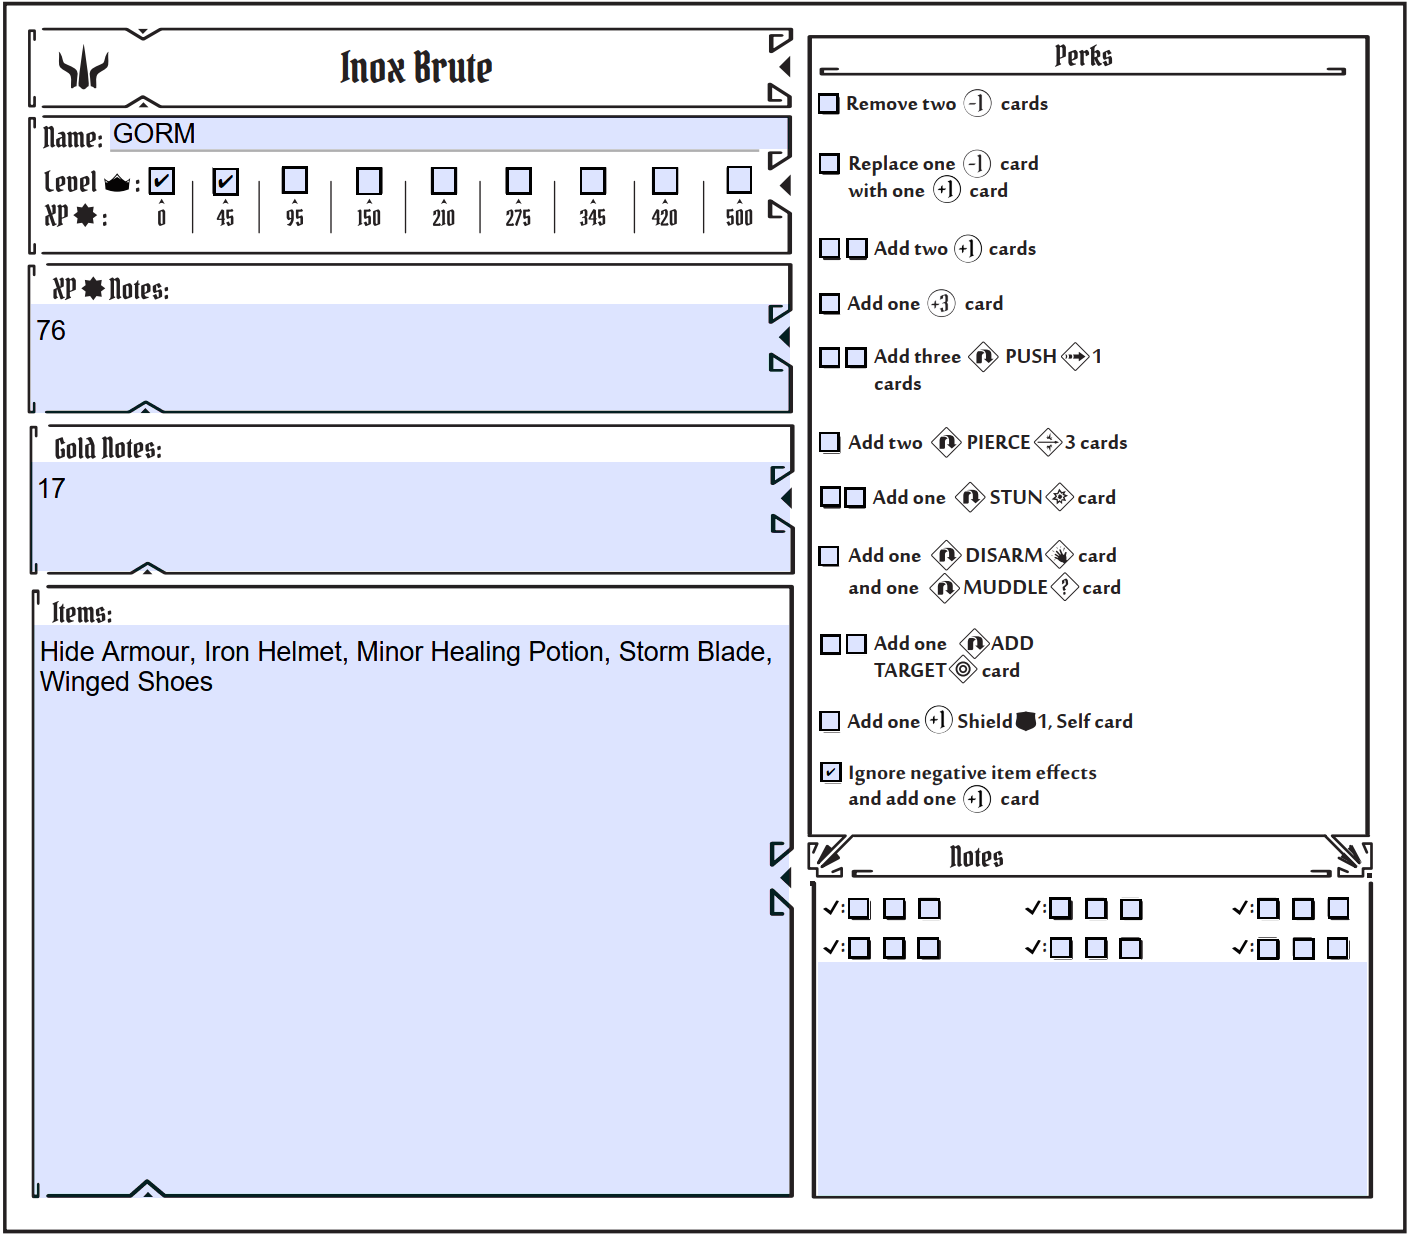 Inox Brute
Name: GORM
Level :
XP :
0 45 95 150 210 275 345 420 500
XP Notes:
76
Gold Notes:
17
Items:
Hide Armour, Iron Helmet, Minor Healing Potion, Storm Blade,
Winged Shoes
Perks
Remove two -1 cards
Replace one -1 card
with one +1 card
Add two +1 cards
Add one +3 card
Add three PUSH 1
cards
Add two PIERCE 3 cards
Add one STUN card
Add one DISARM card
and one MUDDLE ? card
Add one ADD
TARGET card
Add one +1 Shield 1, Self card
Ignore negative item effects
and add one +1 card
Notes
✓: ✓: ✓:
✓: ✓: ✓: